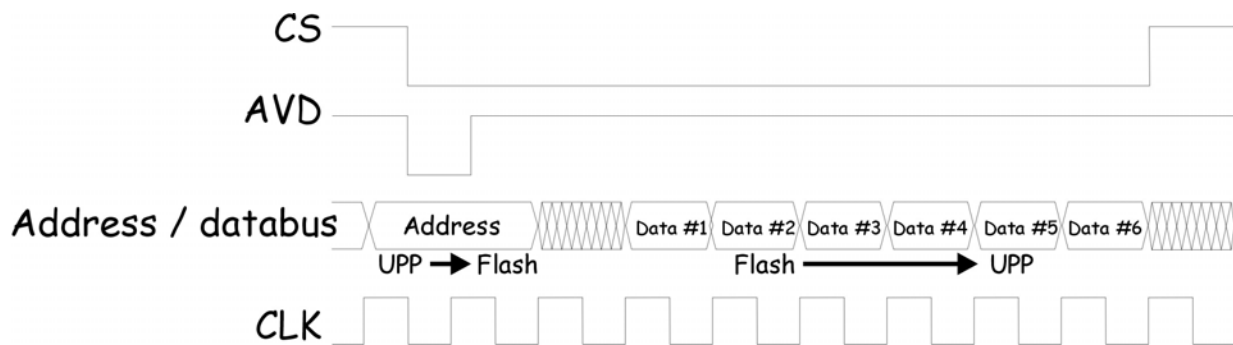 CS
AVD
Address / databus
Address
Data #1
Data #2
Data #3
Data #4
Data #5
Data #6
UPP
Flash
Flash
UPP
CLK